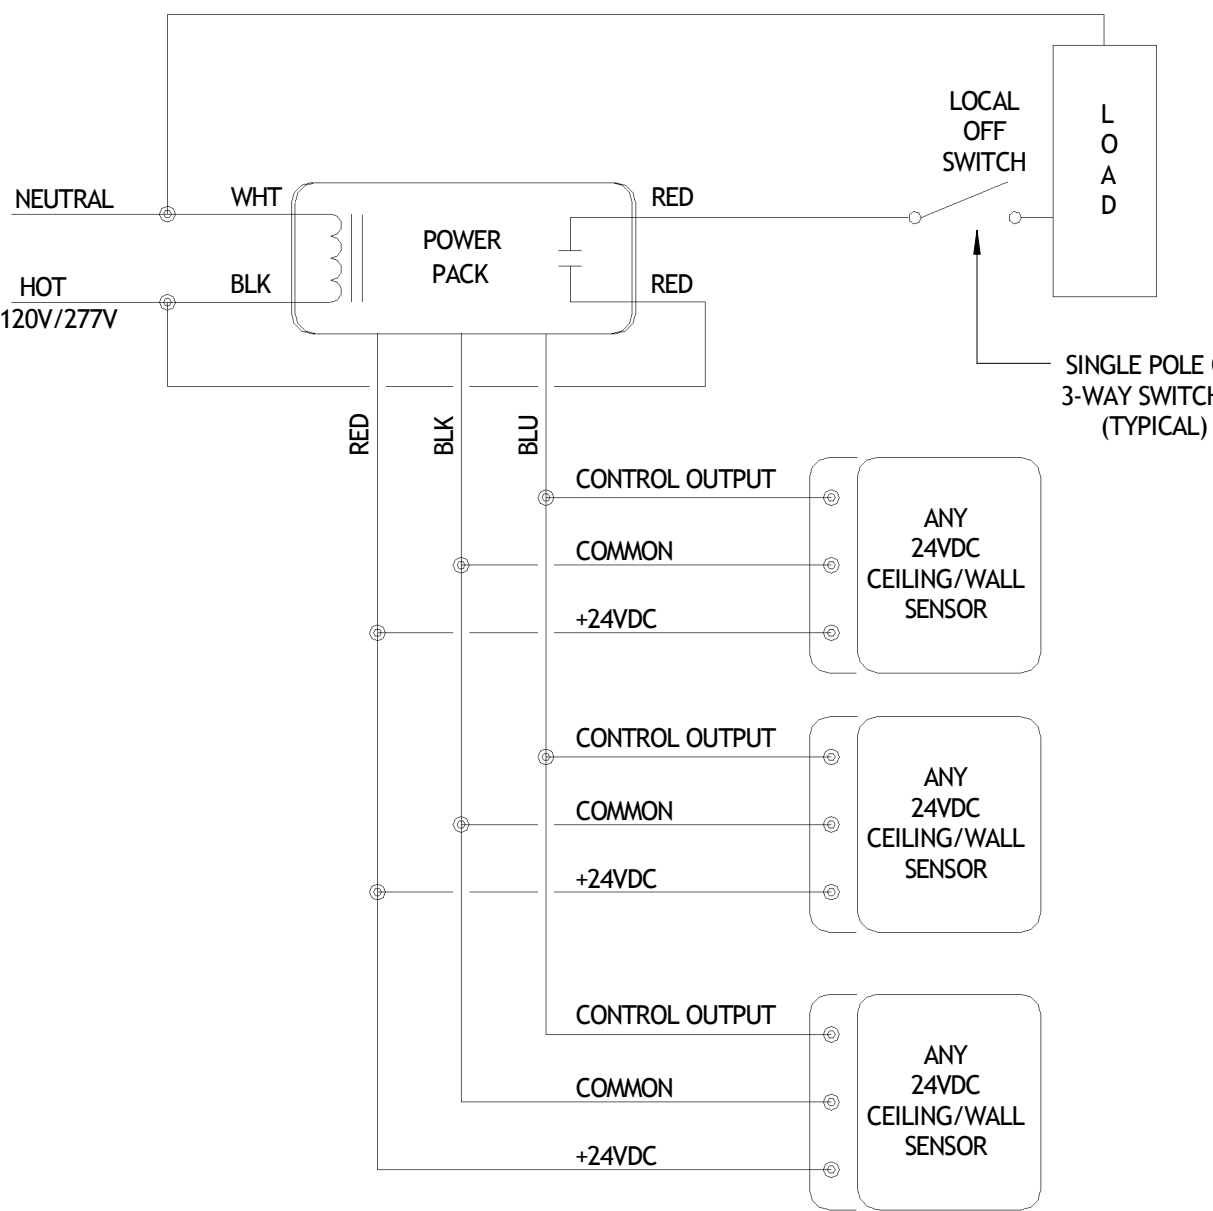 LOCAL
OFF
SWITCH
L
O
A
D
NEUTRAL
WHT
RED
POWER
PACK
HOT
120V/277V
BLK
RED
SINGLE POLE
3-WAY SWITCH
(TYPICAL)
RED
BLK
BLU
CONTROL OUTPUT
COMMON
+24VDC
ANY
24VDC
CEILING/WALL
SENSOR
CONTROL OUTPUT
COMMON
+24VDC
ANY
24VDC
CEILING/WALL
SENSOR
CONTROL OUTPUT
COMMON
+24VDC
ANY
24VDC
CEILING/WALL
SENSOR